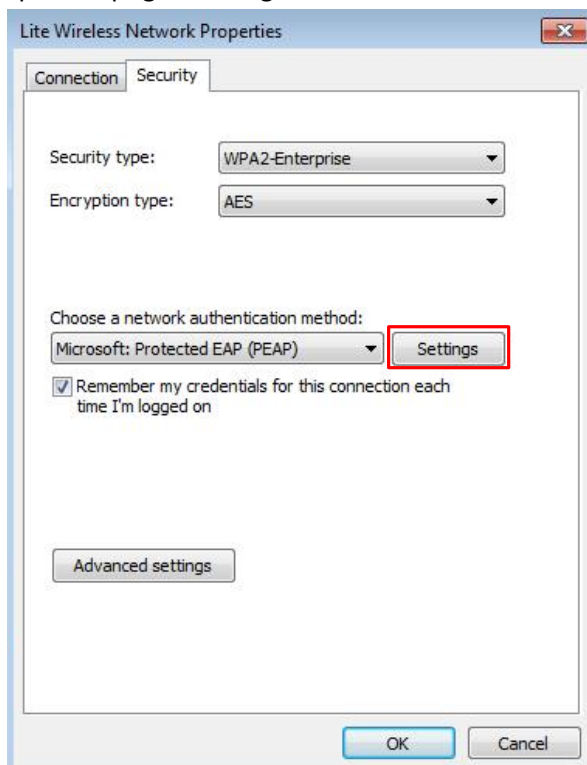 Lite Wireless Network Properties
Connection Security
Security type: WPA2-Enterprise
Encryption type: AES
Choose a network authentication method:
Microsoft: Protected EAP (PEAP) Settings
Remember my credentials for this connection each
time I'm logged on
Advanced settings
OK Cancel